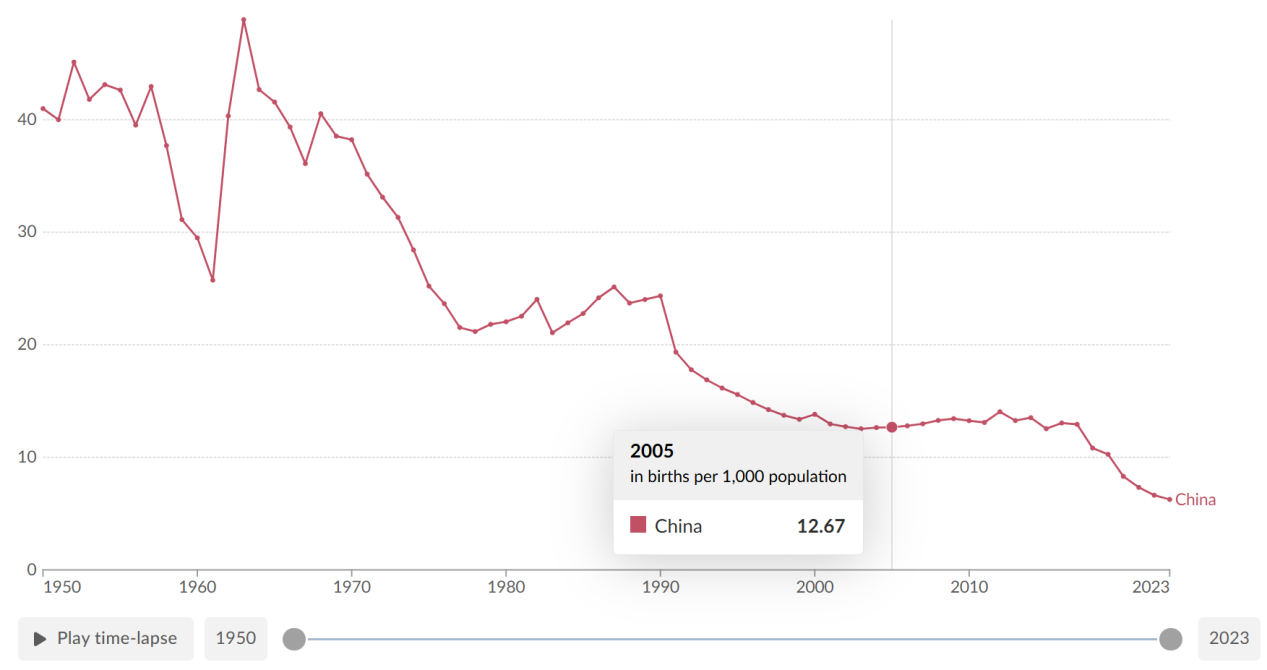 40
30
20
10
0
2005
in births per 1,000 population
China 12.67
China
1950 1960 1970 1980 1990 2000 2010 2023
Play time-lapse 1950 2023